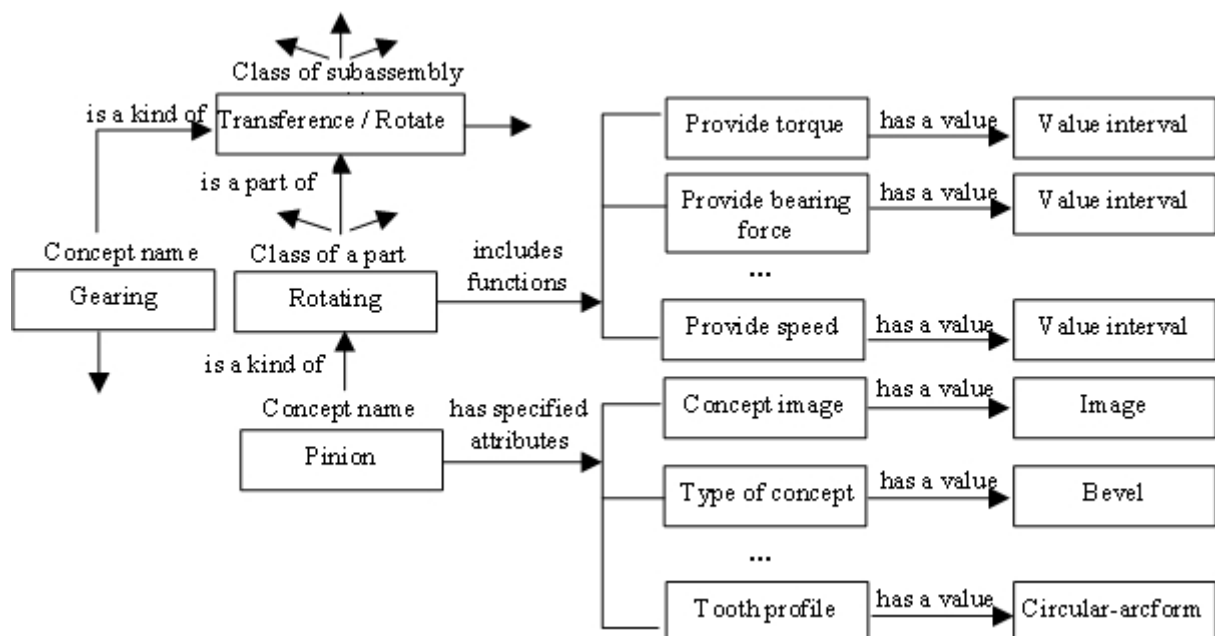 Class of subassembly
is a kind of
Transference / Rotate
is a part of
Concept name
Gearing
Class of a part
Rotating
includes
functions
is a kind of
Concept name
Pinion
has specified
attributes
Provide torque
has a value
Value interval
Provide bearing
force
has a value
Value interval
...
Provide speed
has a value
Value interval
Concept image
has a value
Image
Type of concept
has a value
Bevel
...
Tooth profile
has a value
Circular-arcform